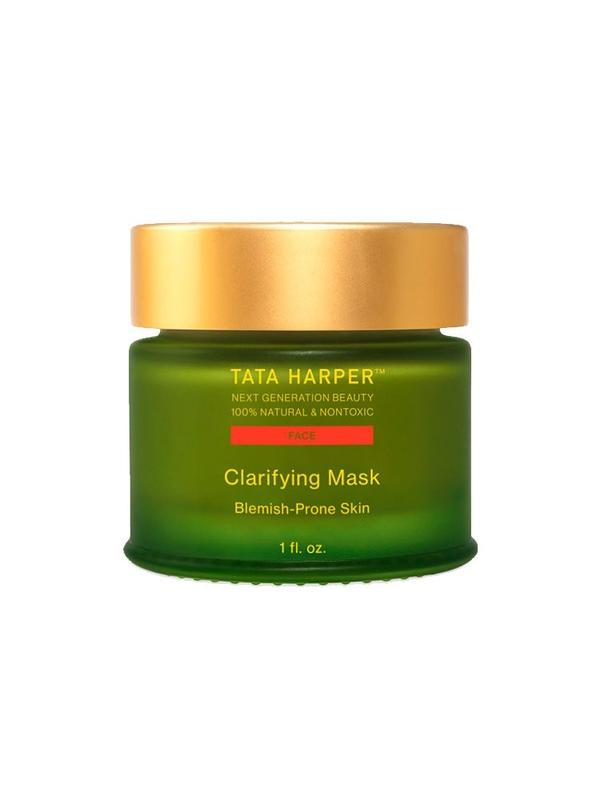 TATA HARPER™
NEXT GENERATION BEAUTY
100% NATURAL & NONTOXIC
FACE
Clarifying Mask
Blemish-Prone Skin
1 fl. oz.